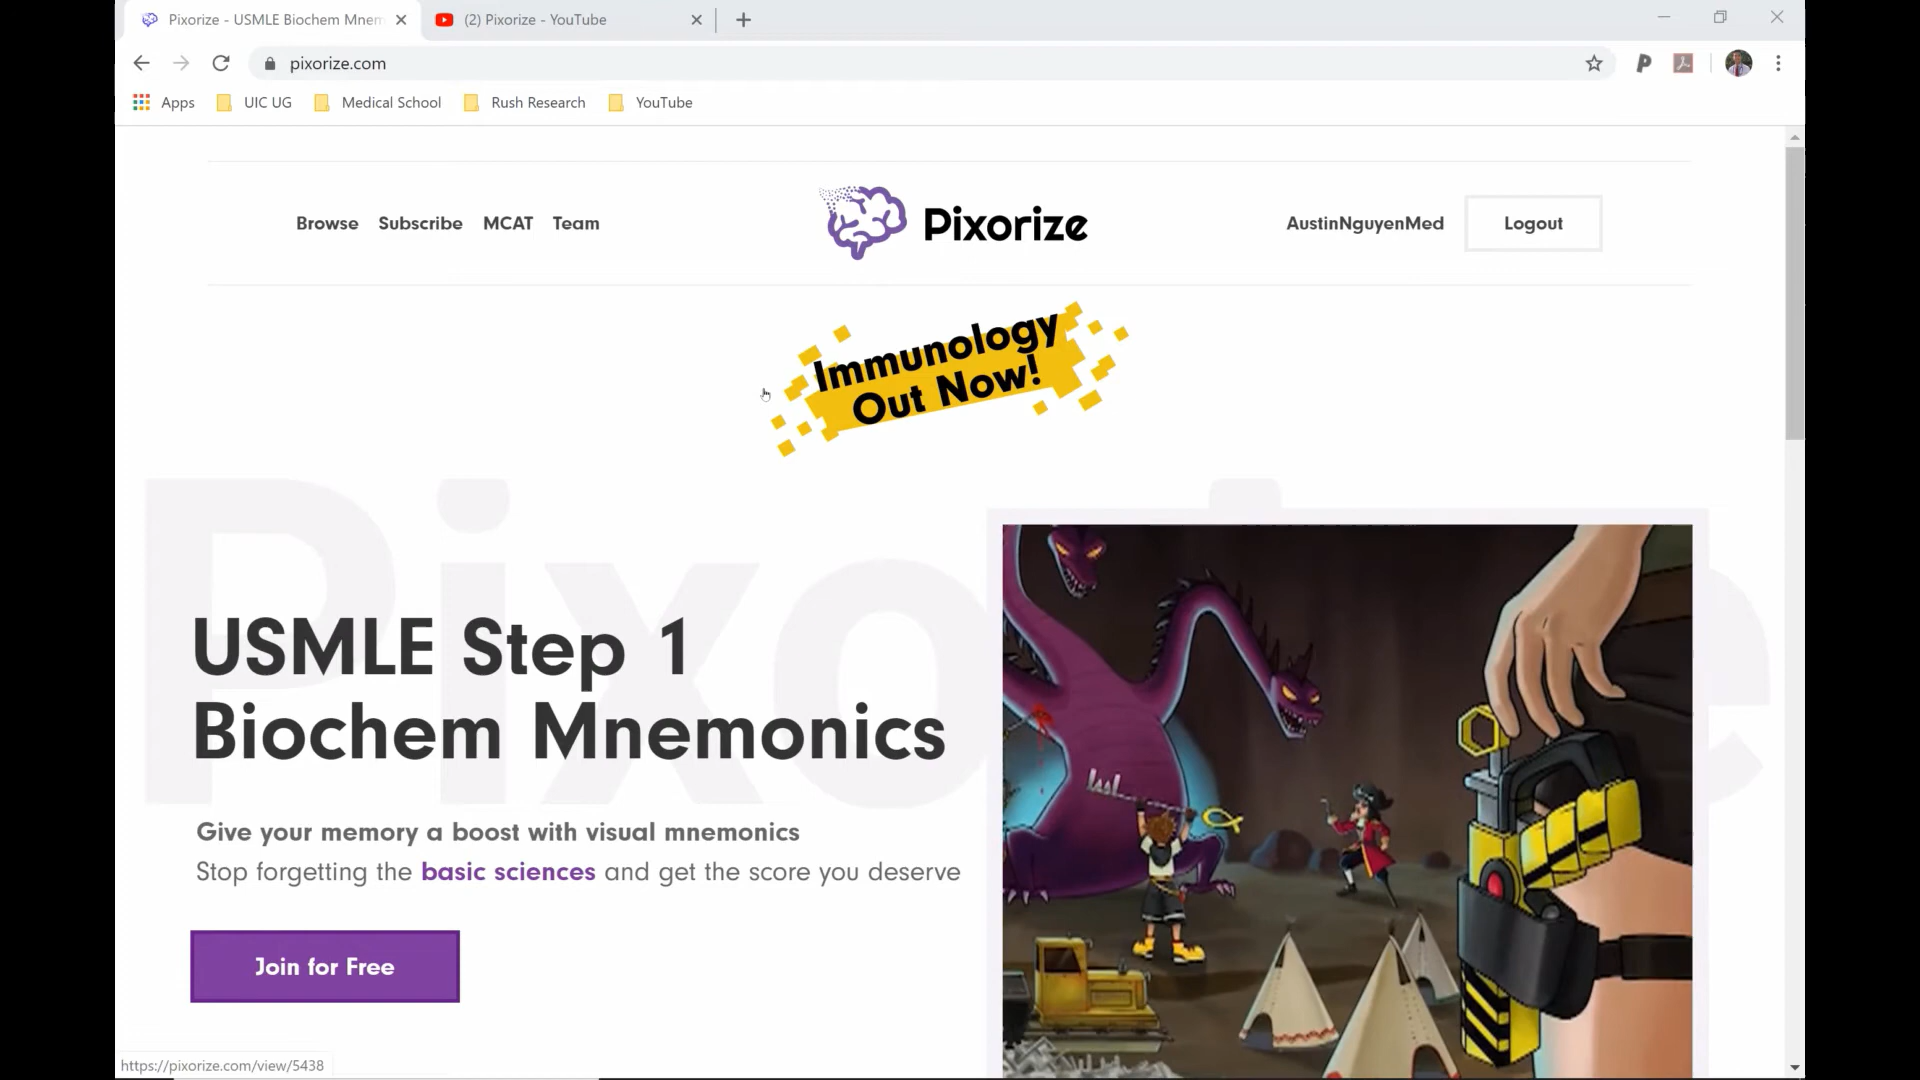 Pixorize - USMLE Biochem Mnem
(2) Pixorize - YouTube
pixorize.com
Apps
UIC UG
Medical School
Rush Research
YouTube
Browse
Subscribe
MCAT
Team
Pixorize
AustinNguyenMed
Logout
Immunology
Out Now!
USMLE Step 1
Biochem Mnemonics
Give your memory a boost with visual mnemonics
Stop forgetting the basic sciences and get the score you deserve
Join for Free
https://pixorize.com/view/5438